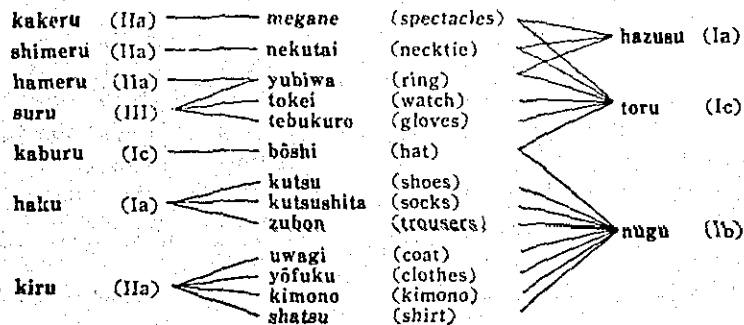 kakeru (IIa) megane (spectacles)
hazusu (Ia)
shimeru (IIa) nekutai (necktie)
hameru (IIa) yubiwa (ring)
suru (III) tokei (watch) toru (Ic)
tebukuro (gloves)
kaburu (Ic) bôshi (hat)
kutsu (shoes)
haku (Ia) kutsushita (socks)
zubon (trousers) nugu (Ib)
uwagi (coat)
yôfuku (clothes)
kiru (IIa) kimono (kimono)
shatsu (shirt)